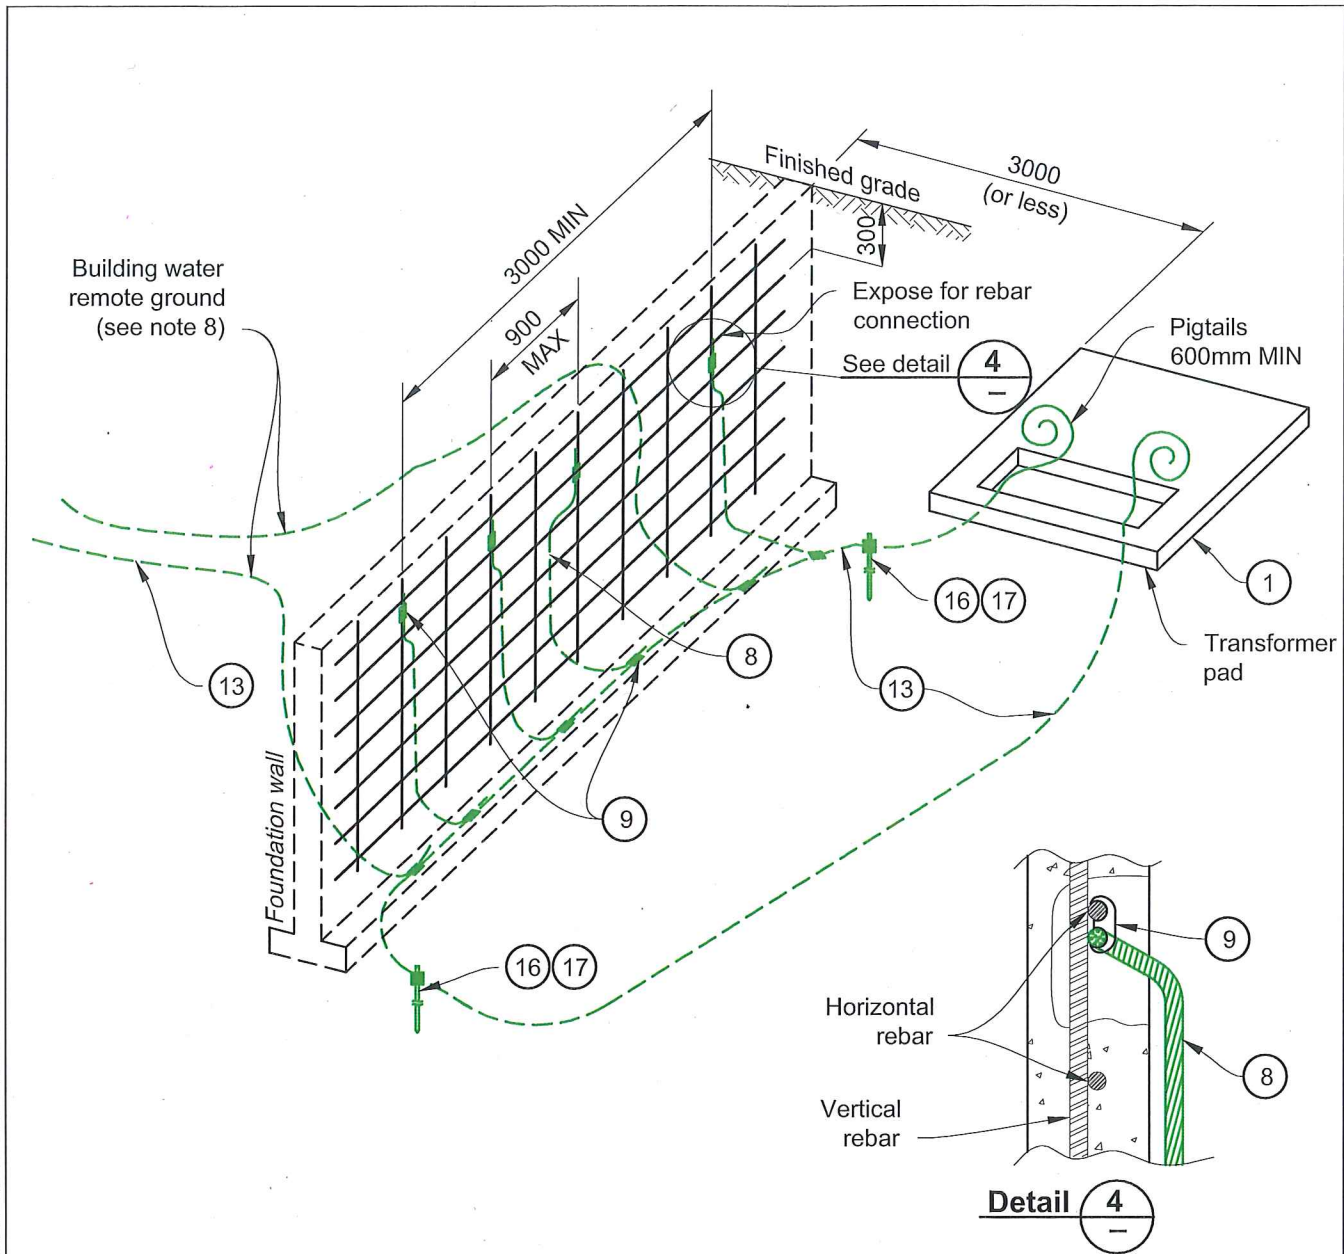 Finished grade
3000
(or less)
3000 MIN
300
900
MAX
Building water
remote ground
(see note 8)
Expose for rebar
connection
See detail
4
–
Pigtails
600mm MIN
16 17
1
13
8
13
Transformer
pad
9
Foundation wall
16 17
9
Horizontal
rebar
8
Vertical
rebar
Detail
4
–